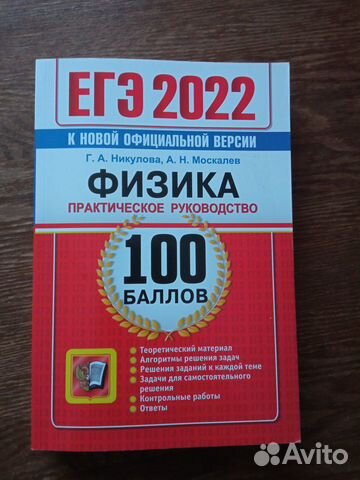 ЕГЭ 2022
К НОВОЙ ОФИЦИАЛЬНОЙ ВЕРСИИ
Г. А. Никулова, А. Н. Москалев
ФИЗИКА
ПРАКТИЧЕСКОЕ РУКОВОДСТВО
100
БАЛЛОВ
Теоретический материал
Алгоритмы решения задач
Решения заданий к каждой теме
Задачи для самостоятельного
решения
Контрольные работы
Ответы
Avito